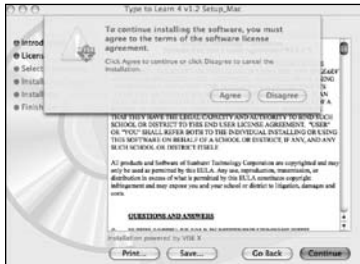 Type to Learn 4 v1.2 Setup_Mac
To continue installing the software, you must
agree to the terms of the software license
agreement.
Click Agree to continue or click Disagree to cancel the
installation.
Agree Disagree
Introd
Licens
Select
Install
Install
Finish
THAT THEY HAVE THE LEGAL CAPACITY AND AUTHORITY TO BIND SUCH
SCHOOL OR DISTRICT TO THIS END USER LICENSE AGREEMENT. "USER"
OR "YOU" SHALL REFER BOTH TO THE INDIVIDUAL INSTALLING OR USING
THIS SOFTWARE ON BEHALF OF A SCHOOL OR DISTRICT, IF ANY, AND ANY
SUCH SCHOOL OR DISTRICT ITSELF.
All products and Software of Sunburst Technology Corporation are copyrighted and may
only be used as permitted by this EULA. Any use, reproduction, transmission, or
distribution in excess of what is permitted by this EULA constitutes copyright
infringement and may expose you and your school or district to litigation, damages and
costs.
QUESTIONS AND ANSWERS
Installation powered by VISE X
Print... Save... Go Back Continue